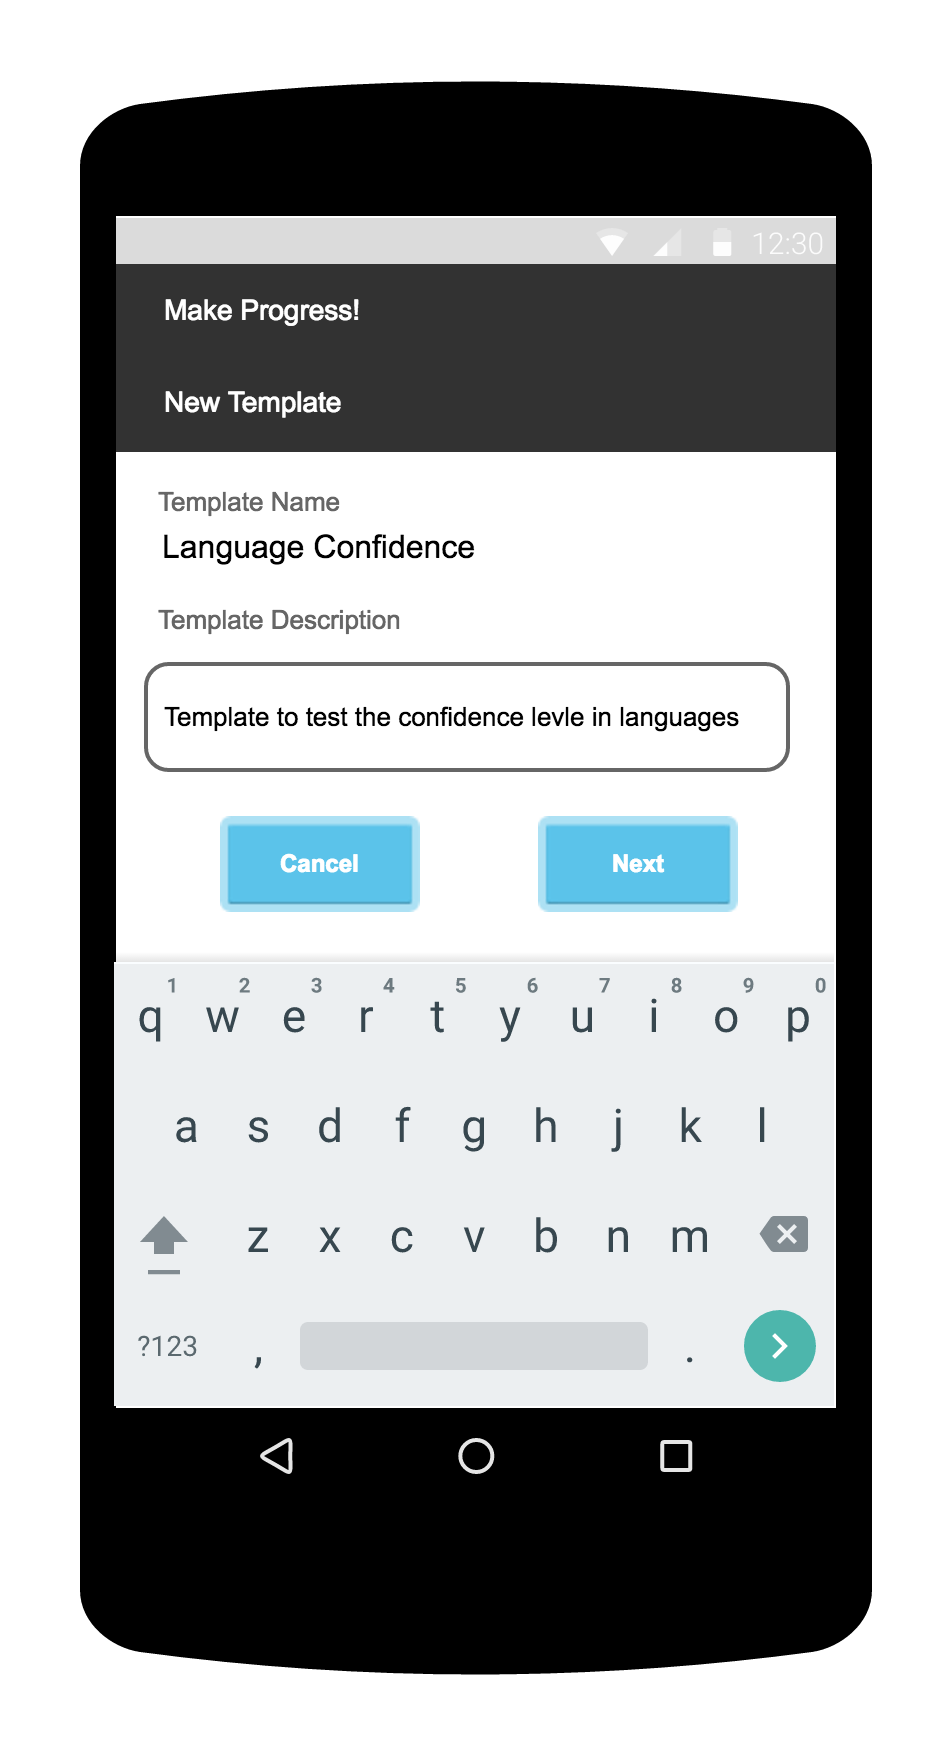 12:30
Make Progress!
New Template
Template Name
Language Confidence
Template Description
Template to test the confidence levle in languages
Cancel Next
1 2 3 4 5 6 7 8 9 0
q w e r t y u i o p
a s d f g h j k l
z x c v b n m
?123 , .